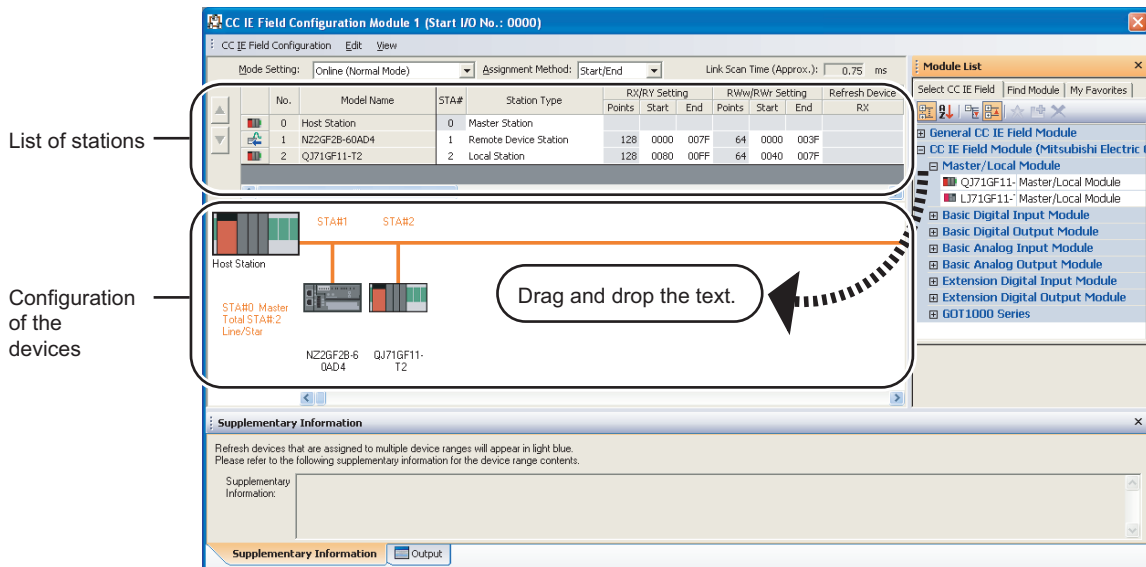 CC IE Field Configuration Module 1 (Start I/O No.: 0000)
CC IE Field Configuration Edit View
Mode Setting: Online (Normal Mode) Assignment Method: Start/End Link Scan Time (Approx.): 0.75 ms
No. Model Name STA# Station Type RX/RY Setting RWw/RWr Setting Refresh Device
Points Start End Points Start End RX
0 Host Station 0 Master Station
1 NZ2GF2B-60AD4 1 Remote Device Station 128 0000 007F 64 0000 003F
2 QJ71GF11-T2 2 Local Station 128 0080 00FF 64 0040 007F
List of stations
Module List
Select CC IE Field Find Module My Favorites
General CC IE Field Module
CC IE Field Module (Mitsubishi Electric
Master/Local Module
QJ71GF11- Master/Local Module
LJ71GF11- Master/Local Module
Basic Digital Input Module
Basic Digital Output Module
Basic Analog Input Module
Basic Analog Output Module
Extension Digital Input Module
Extension Digital Output Module
GOT1000 Series
STA#1 STA#2
Host Station
STA#0 Master
Total STA#:2
Line/Star
NZ2GF2B-6
0AD4
QJ71GF11-
T2
Drag and drop the text.
Configuration
of the
devices
Supplementary Information
Refresh devices that are assigned to multiple device ranges will appear in light blue.
Please refer to the following supplementary information for the device range contents.
Supplementary
Information:
Supplementary Information Output